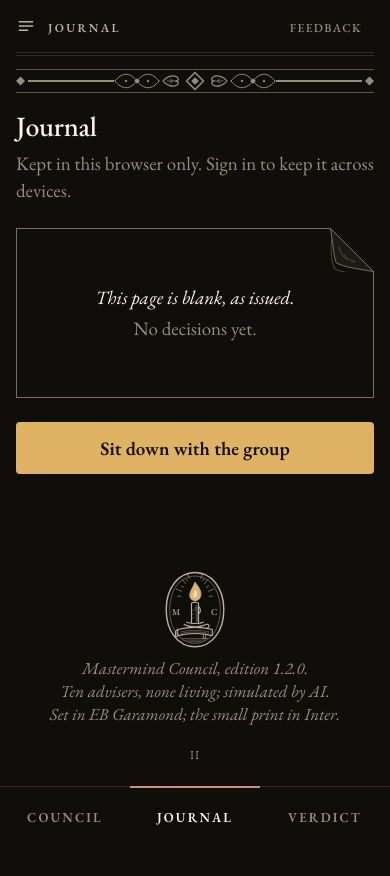 JOURNAL
FEEDBACK
Journal
Kept in this browser only. Sign in to keep it across
devices.
This page is blank, as issued.
No decisions yet.
Sit down with the group
M C
Mastermind Council, edition 1.2.0.
Ten advisers, none living; simulated by AI.
Set in EB Garamond; the small print in Inter.
II
COUNCIL
JOURNAL
VERDICT